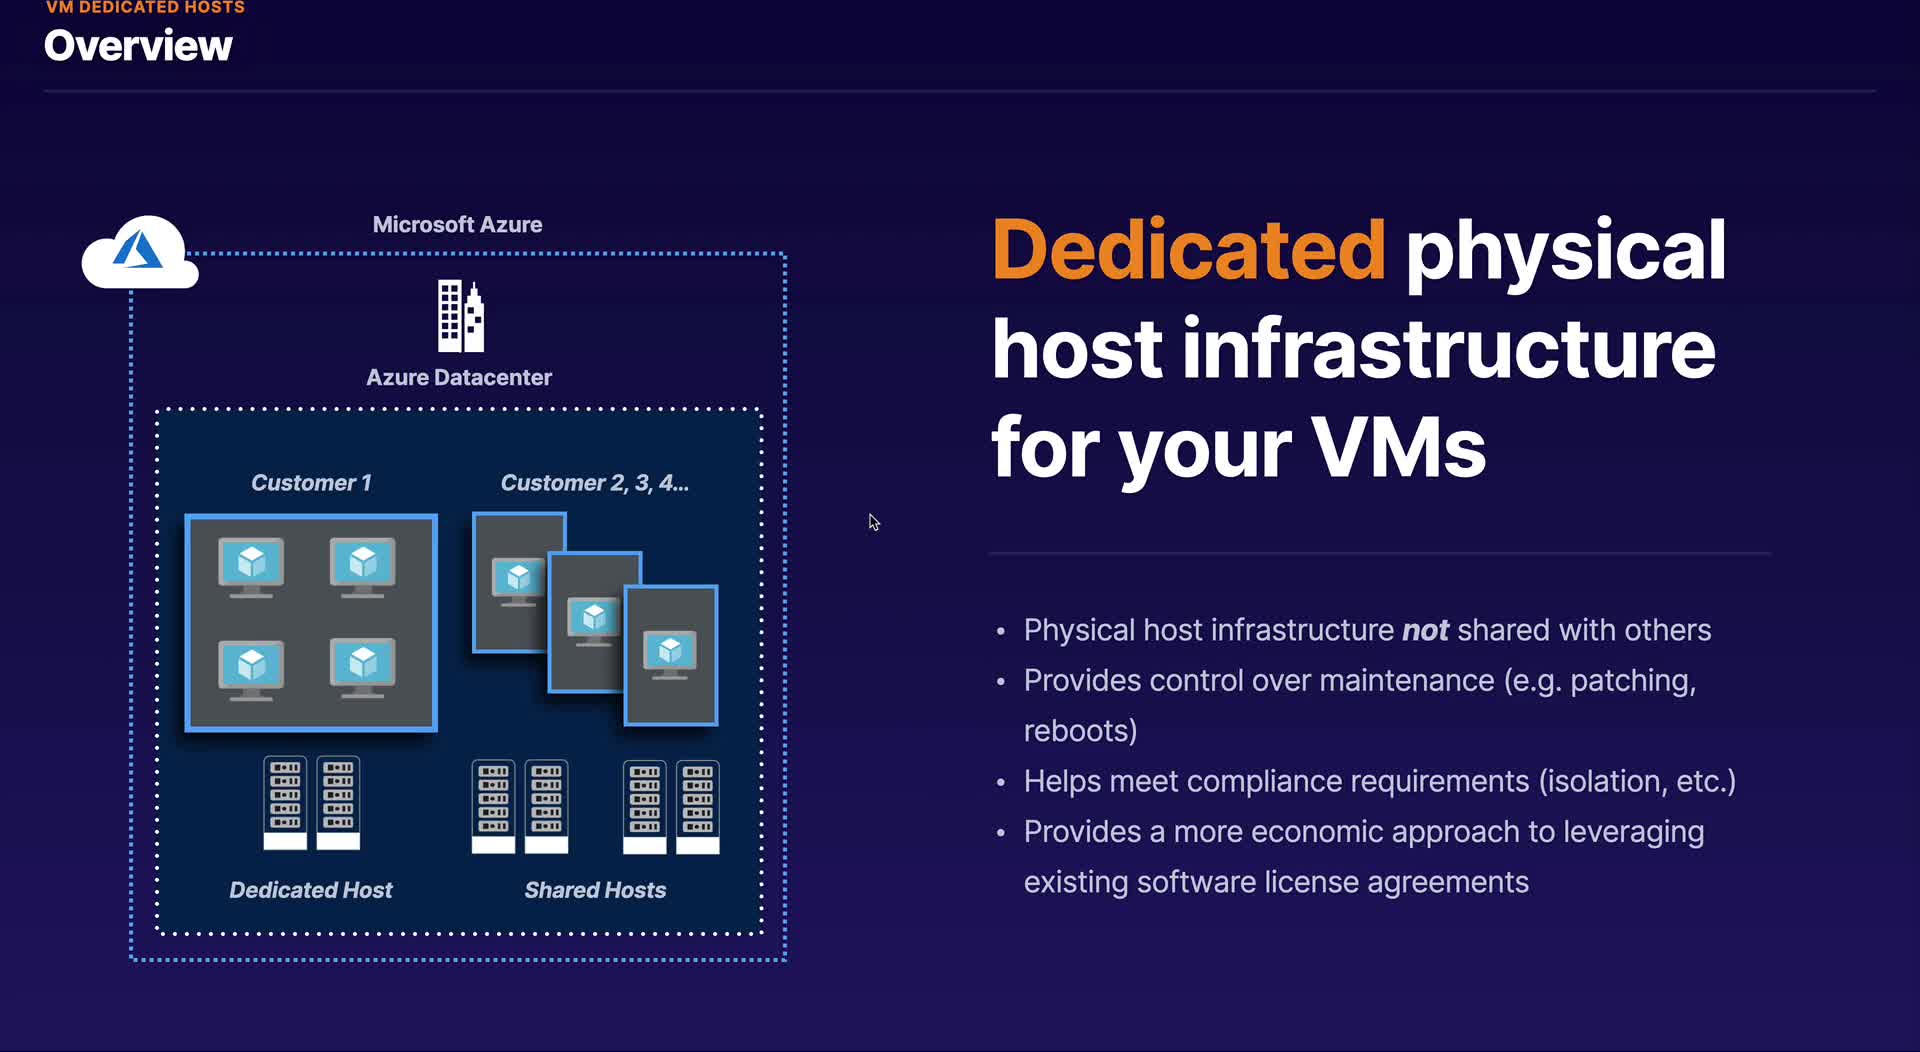 VM DEDICATED HOSTS
Overview
Microsoft Azure
Azure Datacenter
Customer 1
Customer 2, 3, 4...
Dedicated Host
Shared Hosts
Dedicated physical
host infrastructure
for your VMs
• Physical host infrastructure not shared with others
• Provides control over maintenance (e.g. patching,
reboots)
• Helps meet compliance requirements (isolation, etc.)
• Provides a more economic approach to leveraging
existing software license agreements